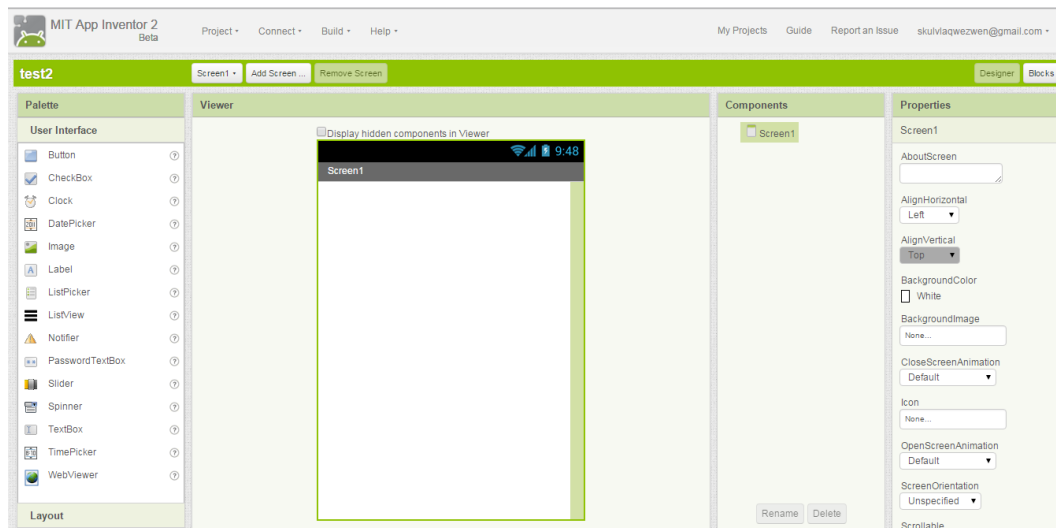 MIT App Inventor 2
Beta
Project
Connect
Build
Help
My Projects
Guide
Report an Issue
skulvlaqwezwen@gmail.com
test2
Screen1
Add Screen ...
Remove Screen
Designer
Blocks
Palette
Viewer
Components
Properties
User Interface
Button
CheckBox
Clock
DatePicker
Image
Label
ListPicker
ListView
Notifier
PasswordTextBox
Slider
Spinner
TextBox
TimePicker
WebViewer
Layout
Display hidden components in Viewer
9:48
Screen1
Screen1
Rename
Delete
Screen1
AboutScreen
AlignHorizontal
Left
AlignVertical
Top
BackgroundColor
White
BackgroundImage
None...
CloseScreenAnimation
Default
Icon
None...
OpenScreenAnimation
Default
ScreenOrientation
Unspecified
Scrollable